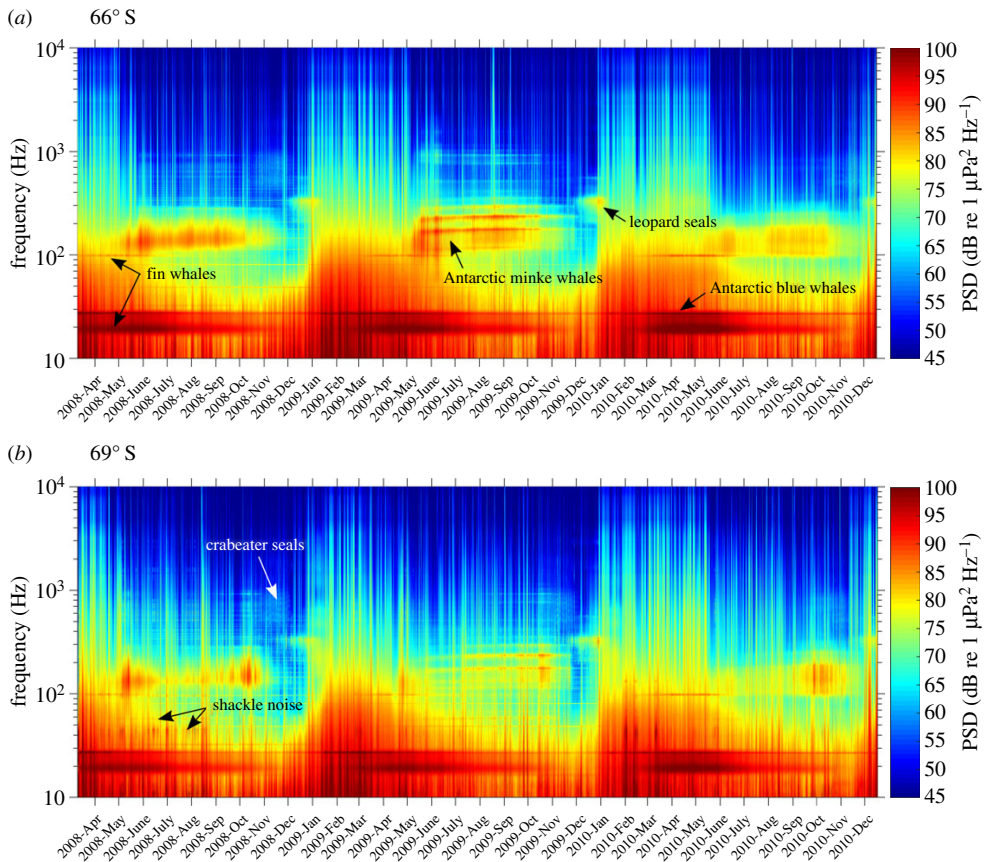 (a) 66° S
10⁴
10³
10²
10
frequency (Hz)
fin whales
Antarctic minke whales
leopard seals
Antarctic blue whales
100
95
90
85
80
75
70
65
60
55
50
45
PSD (dB re 1 µPa² Hz⁻¹)
2008-Apr
2008-May
2008-June
2008-July
2008-Aug
2008-Sep
2008-Oct
2008-Nov
2008-Dec
2009-Jan
2009-Feb
2009-Mar
2009-Apr
2009-May
2009-June
2009-July
2009-Aug
2009-Sep
2009-Oct
2009-Nov
2009-Dec
2010-Jan
2010-Feb
2010-Mar
2010-Apr
2010-May
2010-June
2010-July
2010-Aug
2010-Sep
2010-Oct
2010-Nov
2010-Dec
(b) 69° S
10⁴
10³
10²
10
frequency (Hz)
crabeater seals
shackle noise
100
95
90
85
80
75
70
65
60
55
50
45
PSD (dB re 1 µPa² Hz⁻¹)
2008-Apr
2008-May
2008-June
2008-July
2008-Aug
2008-Sep
2008-Oct
2008-Nov
2008-Dec
2009-Jan
2009-Feb
2009-Mar
2009-Apr
2009-May
2009-June
2009-July
2009-Aug
2009-Sep
2009-Oct
2009-Nov
2009-Dec
2010-Jan
2010-Feb
2010-Mar
2010-Apr
2010-May
2010-June
2010-July
2010-Aug
2010-Sep
2010-Oct
2010-Nov
2010-Dec